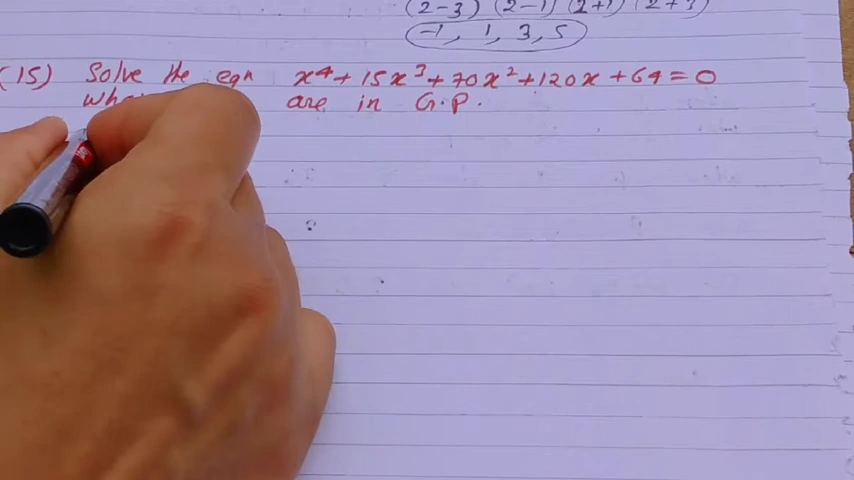 (2-3) (2-1) (2+1) (2+3)
-1, 1, 3, 5
(15) Solve the eqn x⁴ + 15x³ + 70x² + 120x + 64 = 0
are in G.P.